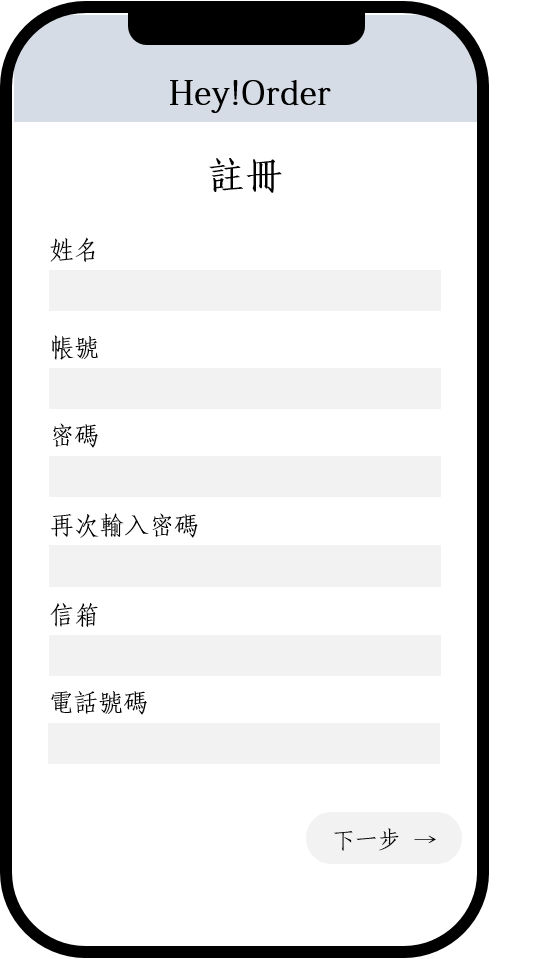 Hey!Order
註冊
姓名
帳號
密碼
再次輸入密碼
信箱
電話號碼
下一步 →